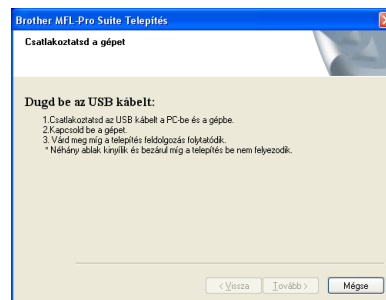 Brother MFL-Pro Suite Telepítés
Csatlakoztatsd a gépet
Dugd be az USB kábelt:
1.Csatlakoztatsd az USB kábelt a PC-be és a gépbe.
2.Kapcsold be a gépet.
3. Várd meg míg a telepítés feldolgozás folytatódik.
* Néhány ablak kinyílik és bezárul míg a telepítés be nem felyezodik.
< Vissza Tovább > Mégse